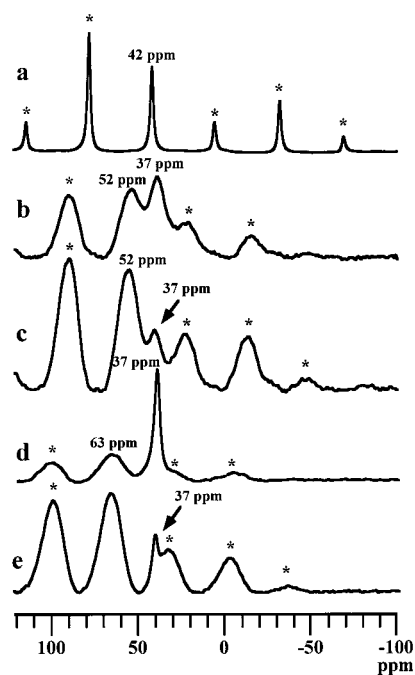 * * a 42 ppm * * *
37 ppm
* 52 ppm
b * *
* 52 ppm
37 ppm
c * * *
37 ppm
d * 63 ppm * *
* 37 ppm
e * * *
100 50 0 -50 -100
ppm